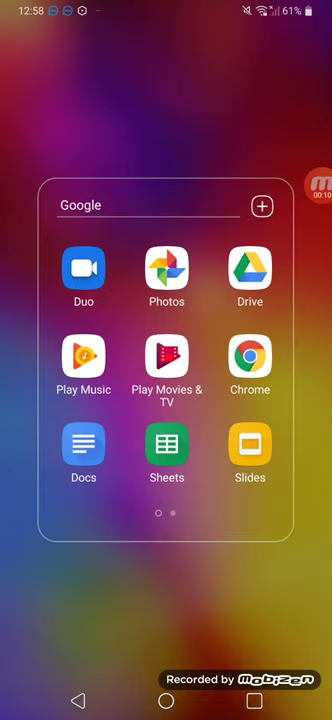 12:58
61%
Google
00:10
Duo
Photos
Drive
Play Music
Play Movies &
TV
Chrome
Docs
Sheets
Slides
Recorded by mobizen